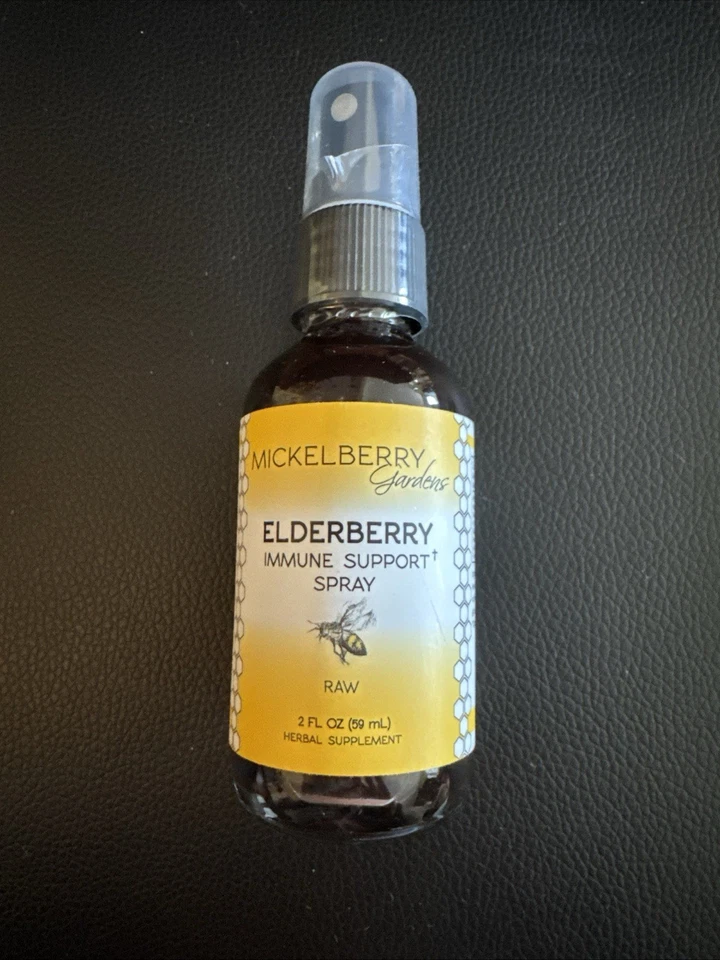 MICKELBERRY
Gardens
ELDERBERRY
IMMUNE SUPPORT†
SPRAY
RAW
2 FL OZ (59 mL)
HERBAL SUPPLEMENT